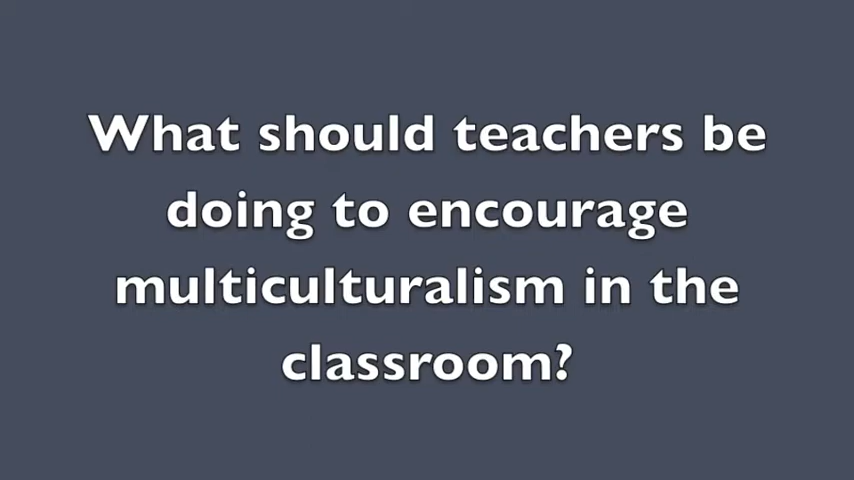 What should teachers be
doing to encourage
multiculturalism in the
classroom?